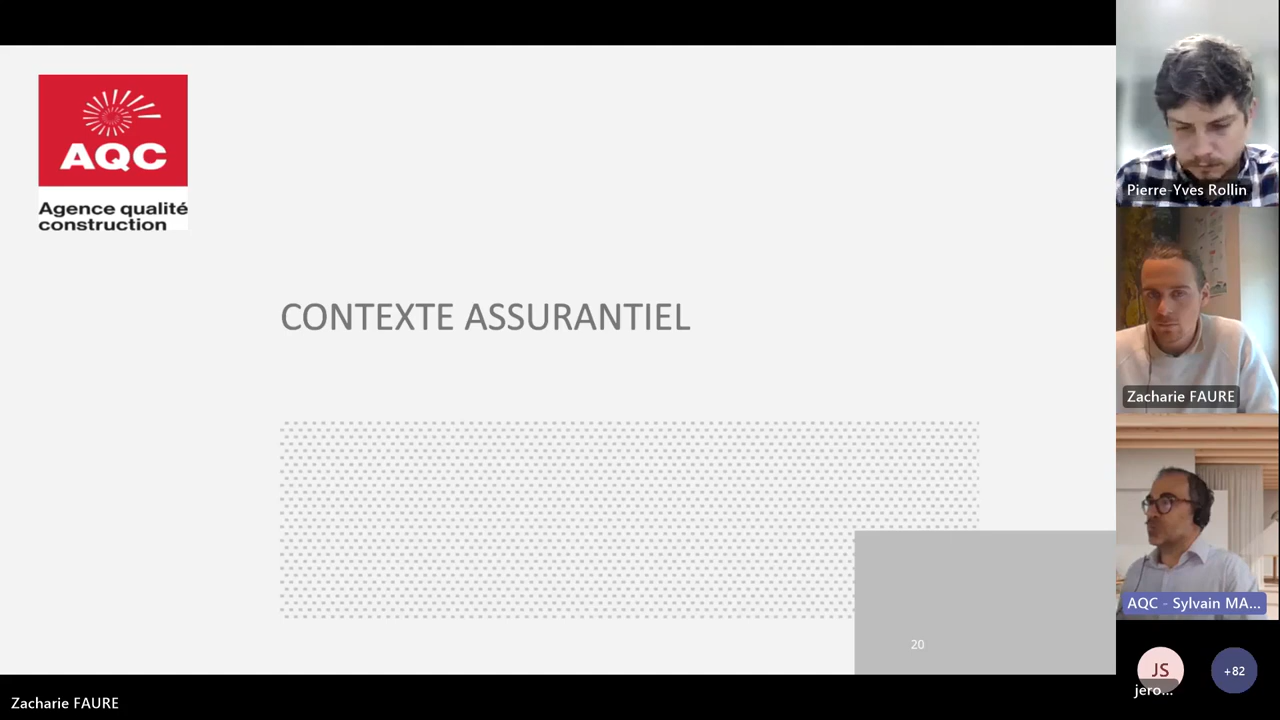 AQC
Agence qualité
construction
CONTEXTE ASSURANTIEL
20
Pierre-Yves Rollin
Zacharie FAURE
AQC - Sylvain MA...
JS
jero...
+82
Zacharie FAURE